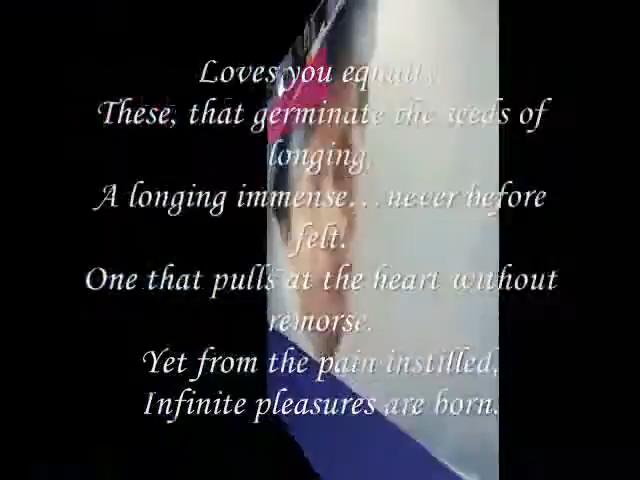 Loves you equally.
These, that germinate the seeds of
longing,
A longing immense...never before
felt.
One that pulls at the heart without
remorse.
Yet from the pain instilled,
Infinite pleasures are born.